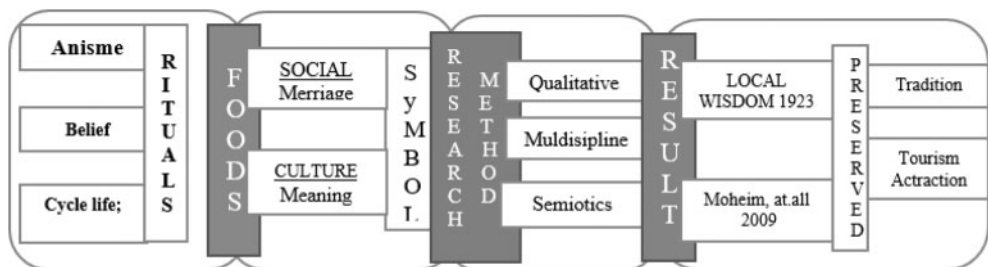 Anisme
Belief
Cycle life;
RITUALS
FOODS
SOCIAL
Merriage
CULTURE
Meaning
SyMBOL
RESEARCH
METHOD
Qualitative
Muldisipline
Semiotics
RESULT
LOCAL
WISDOM 1923
Moheim, at.all
2009
PRESERVED
Tradition
Tourism
Actraction